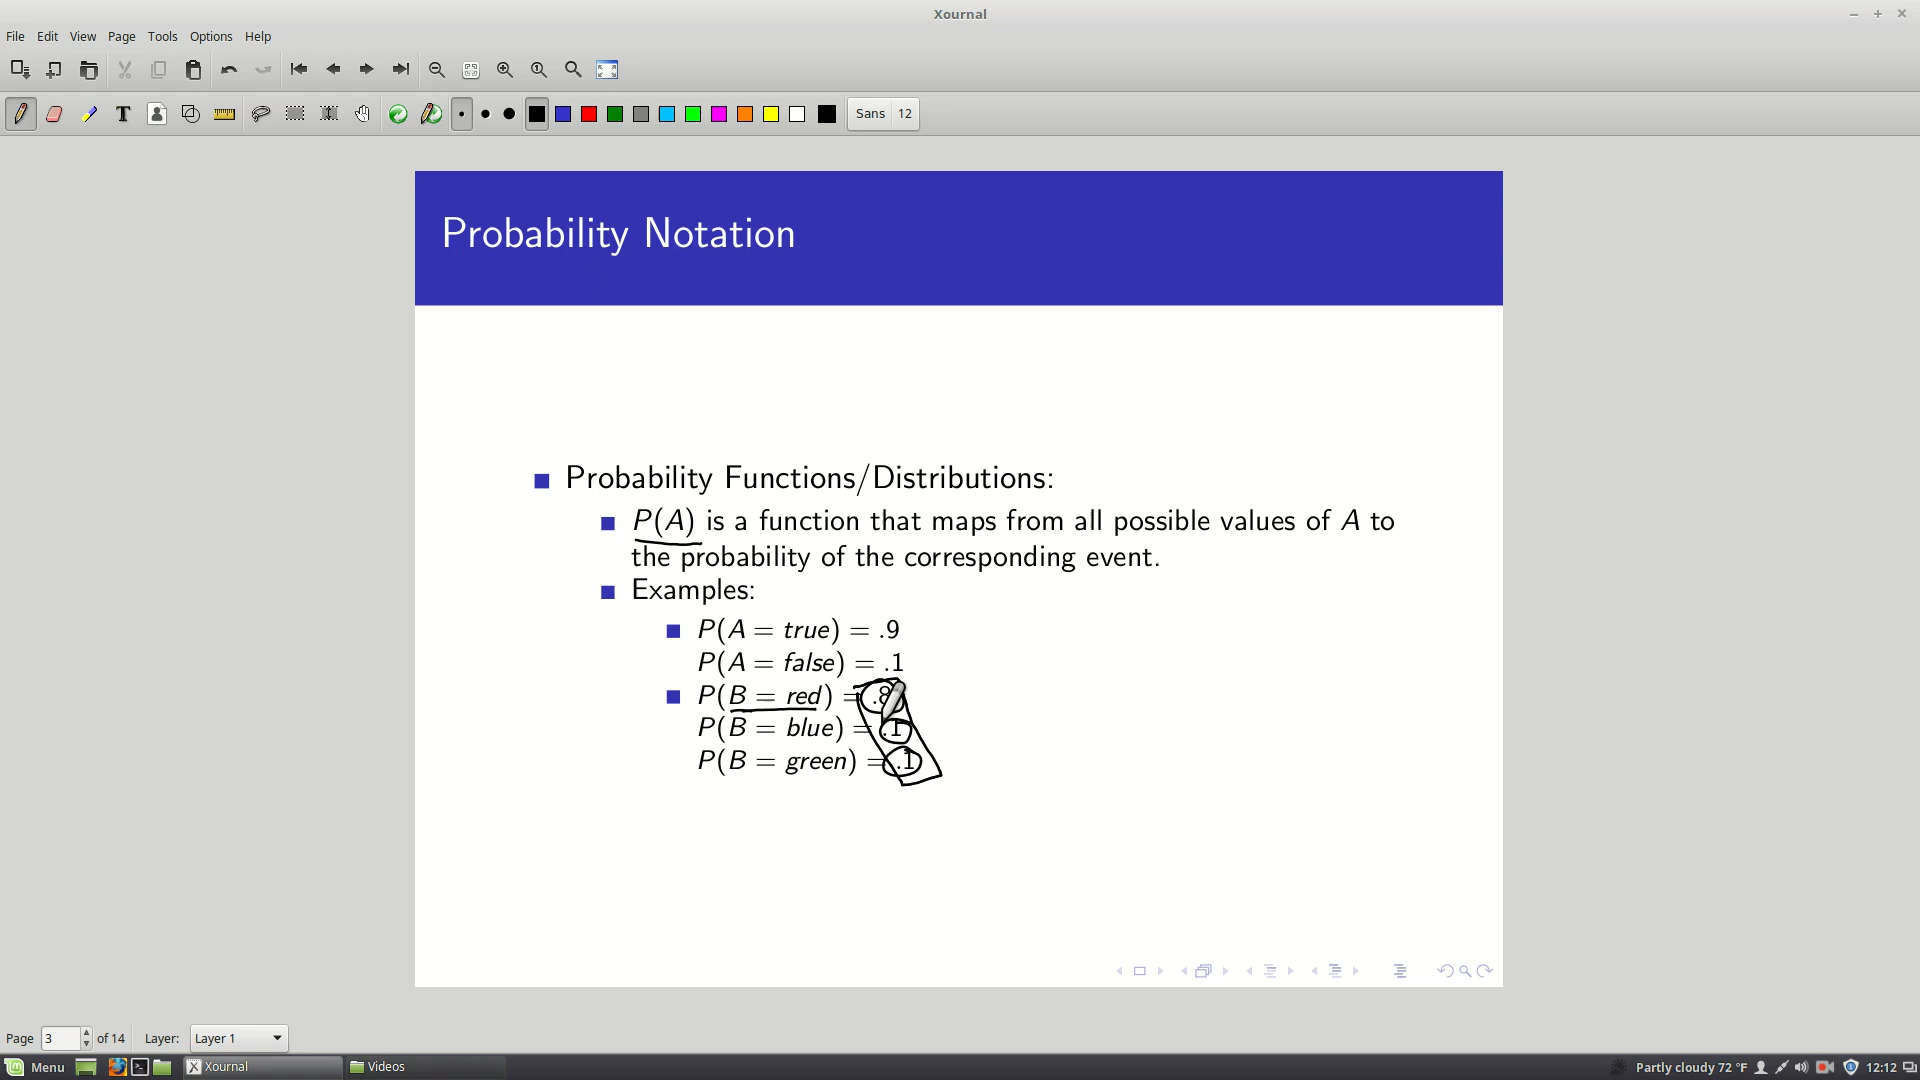 Xournal
File Edit View Page Tools Options Help
Sans 12
Probability Notation
Probability Functions/Distributions:
P(A) is a function that maps from all possible values of A to
the probability of the corresponding event.
Examples:
P(A = true) = .9
P(A = false) = .1
P(B = red) = .8
P(B = blue) = .1
P(B = green) = .1
Page 3 of 14 Layer: Layer 1
Menu Xournal Videos Partly cloudy 72 °F 12:12